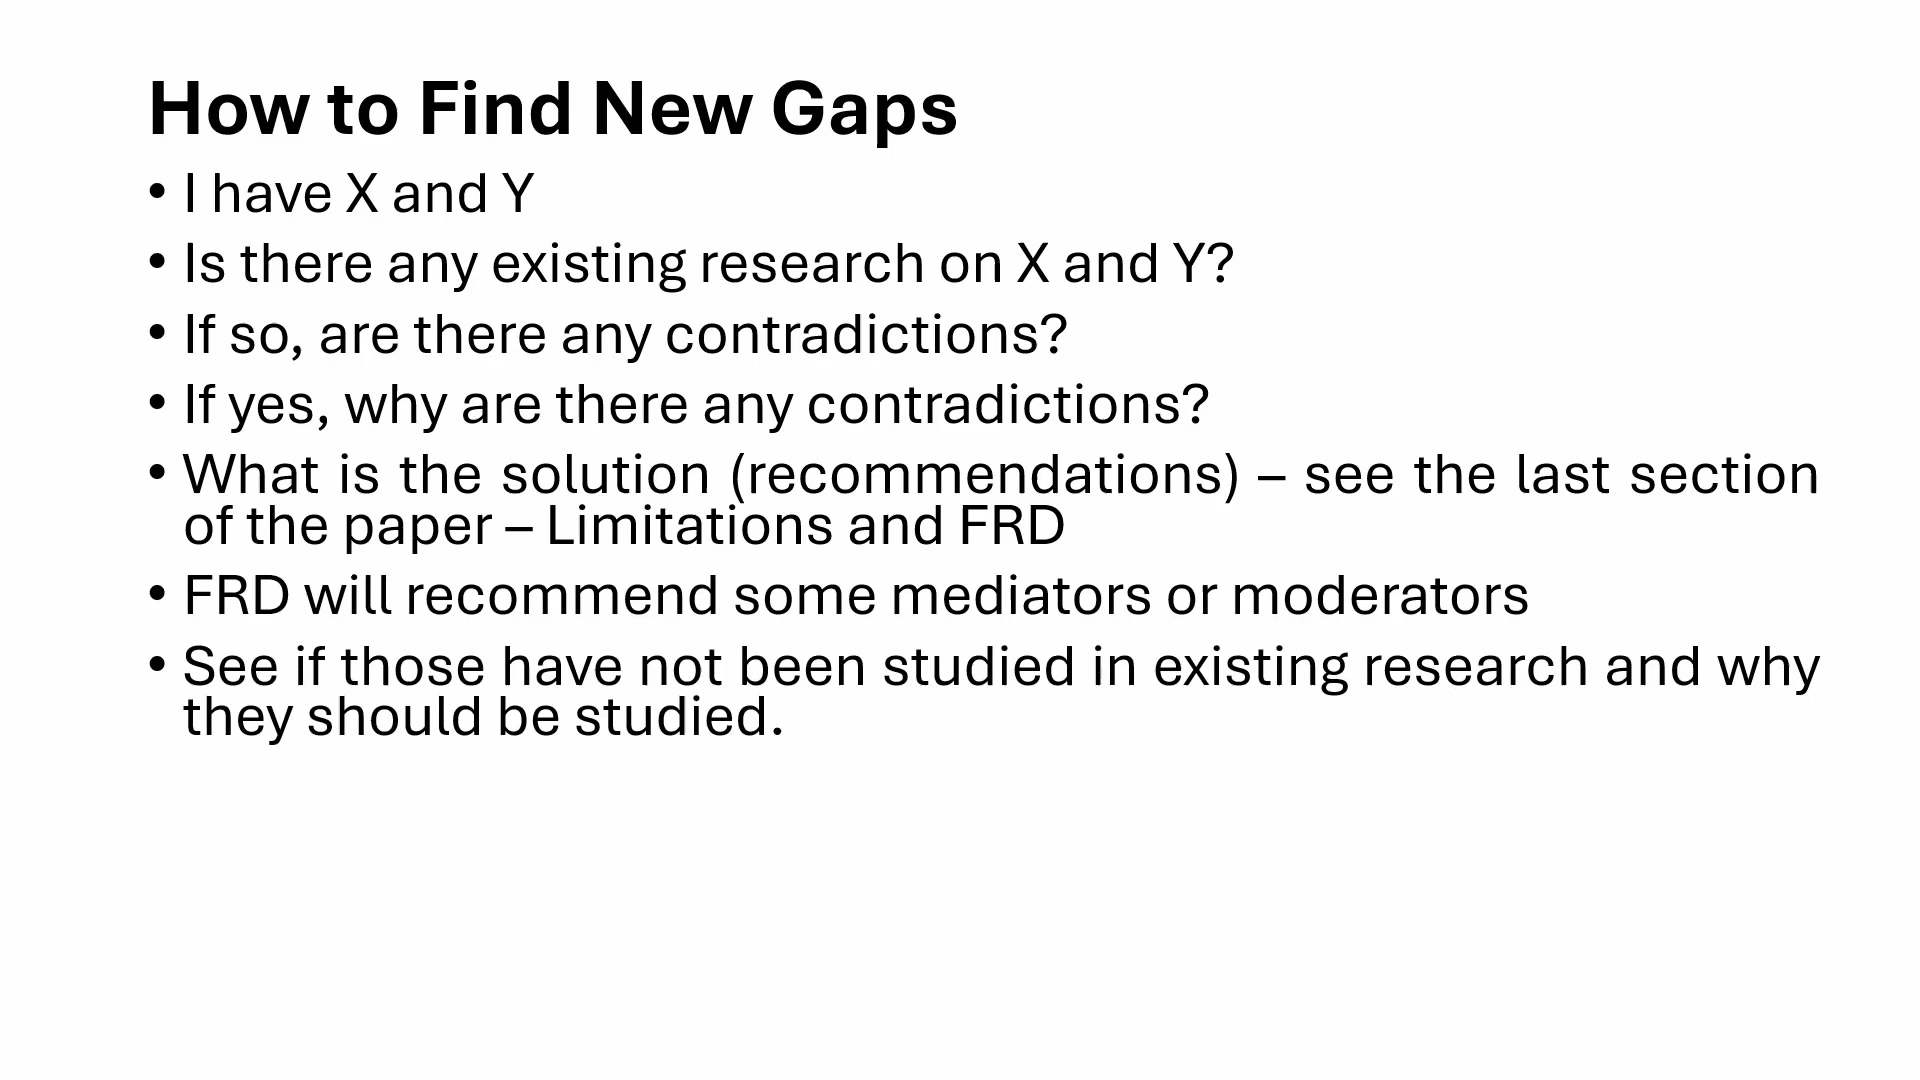 How to Find New Gaps
• I have X and Y
• Is there any existing research on X and Y?
• If so, are there any contradictions?
• If yes, why are there any contradictions?
• What is the solution (recommendations) – see the last section
of the paper – Limitations and FRD
• FRD will recommend some mediators or moderators
• See if those have not been studied in existing research and why
they should be studied.